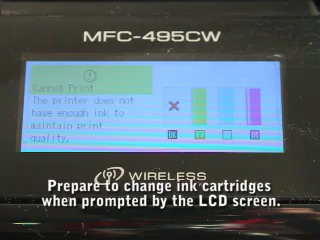 MFC-495CW
Cannot Print
The printer does not
have enough ink to
maintain print
quality.
BK Y C M
WIRELESS
Prepare to change ink cartridges
when prompted by the LCD screen.